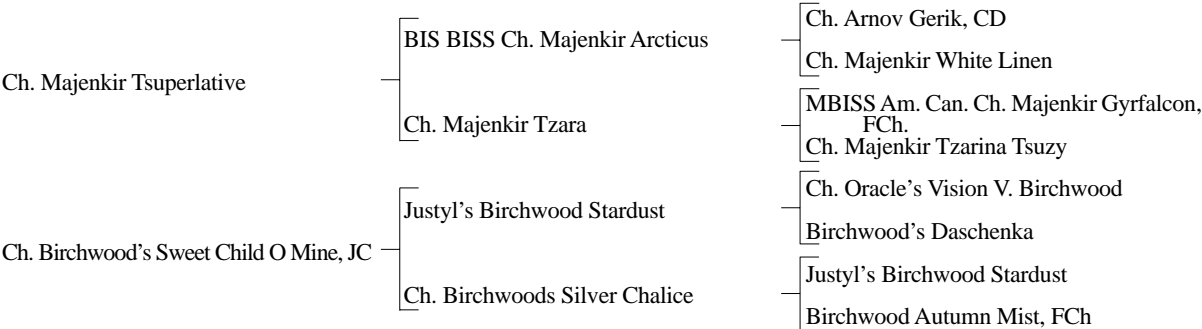 Ch. Arnov Gerik, CD
BIS BISS Ch. Majenkir Arcticus
Ch. Majenkir White Linen
Ch. Majenkir Tsuperlative
MBISS Am. Can. Ch. Majenkir Gyrfalcon,
FCh.
Ch. Majenkir Tzara
Ch. Majenkir Tzarina Tsuzy
Ch. Oracle's Vision V. Birchwood
Justyl's Birchwood Stardust
Birchwood's Daschenka
Ch. Birchwood's Sweet Child O Mine, JC
Justyl's Birchwood Stardust
Ch. Birchwoods Silver Chalice
Birchwood Autumn Mist, FCh